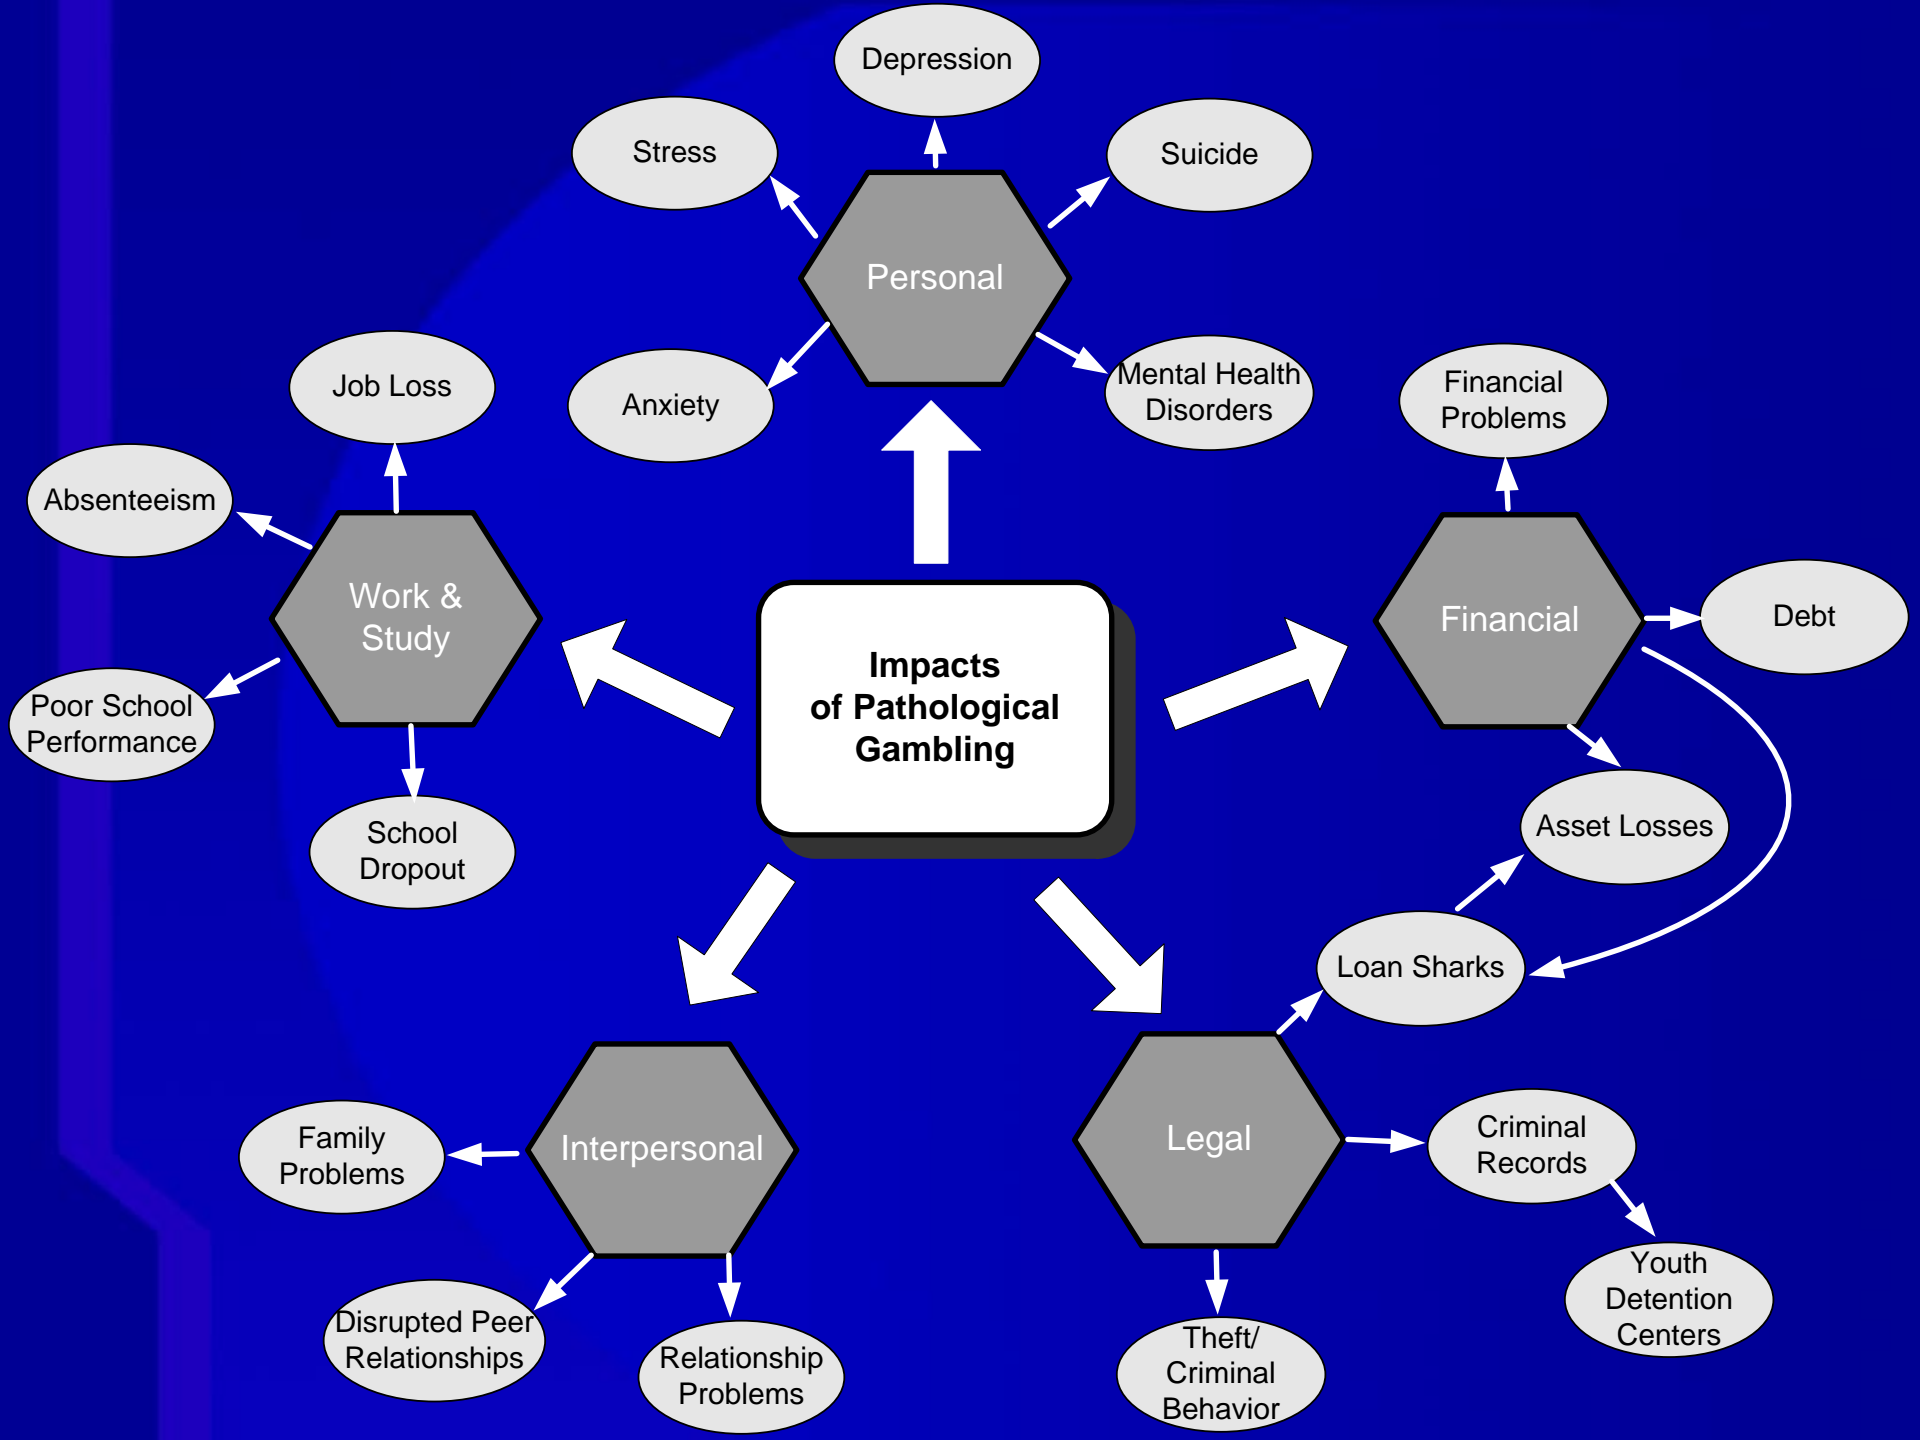 Depression
Stress
Suicide
Personal
Anxiety
Mental Health
Disorders
Job Loss
Absenteeism
Work &
Study
Poor School
Performance
School
Dropout
Financial
Problems
Financial
Debt
Asset Losses
Loan Sharks
Impacts
of Pathological
Gambling
Interpersonal
Family
Problems
Disrupted Peer
Relationships
Relationship
Problems
Legal
Criminal
Records
Youth
Detention
Centers
Theft/
Criminal
Behavior